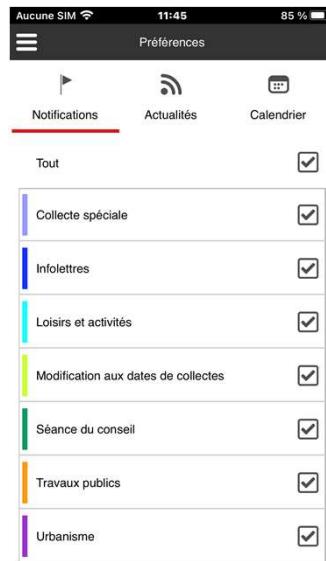 Aucune SIM 11:45 85 %
Préférences
Notifications Actualités Calendrier
Tout
Collecte spéciale
Infolettres
Loisirs et activités
Modification aux dates de collectes
Séance du conseil
Travaux publics
Urbanisme